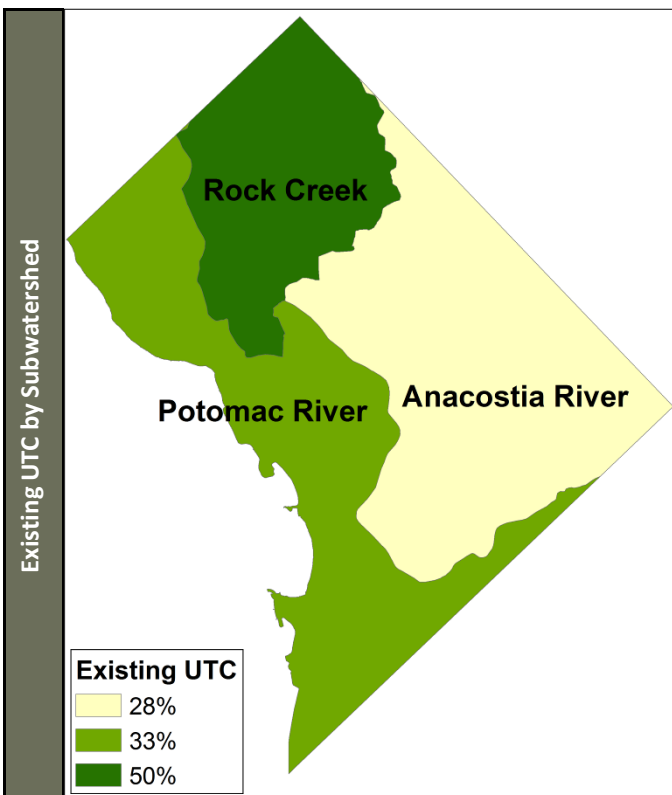 Existing UTC by Subwatershed
Rock Creek
Anacostia River
Potomac River
Existing UTC
28%
33%
50%